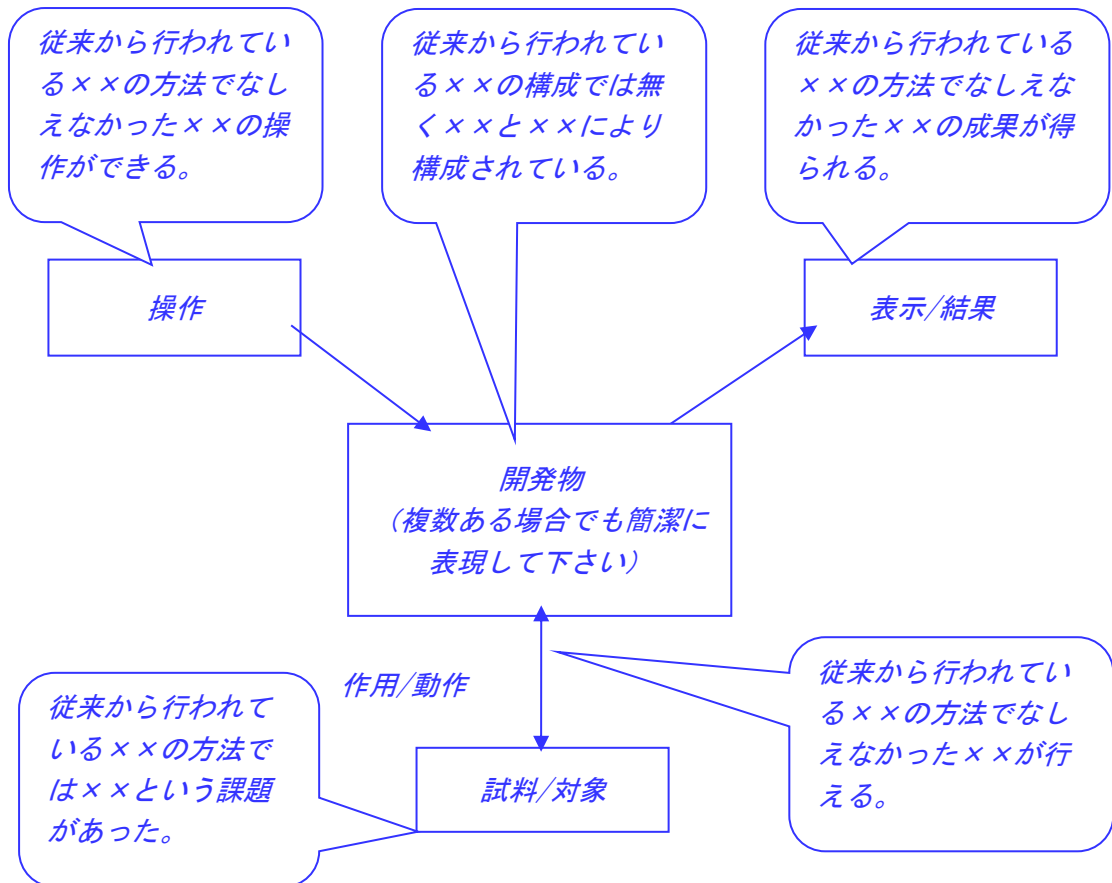 従来から行われてい
る××の方法でなし
えなかった××の操
作ができる。
従来から行われてい
る××の構成では無
く××と××により
構成されている。
従来から行われている
××の方法でなしえな
かった××の成果が得
られる。
操作
表示/結果
開発物
（複数ある場合でも簡潔に
表現して下さい）
作用/動作
従来から行われて
いる××の方法で
は××という課題
があった。
試料/対象
従来から行われてい
る××の方法でなし
えなかった××が行
える。